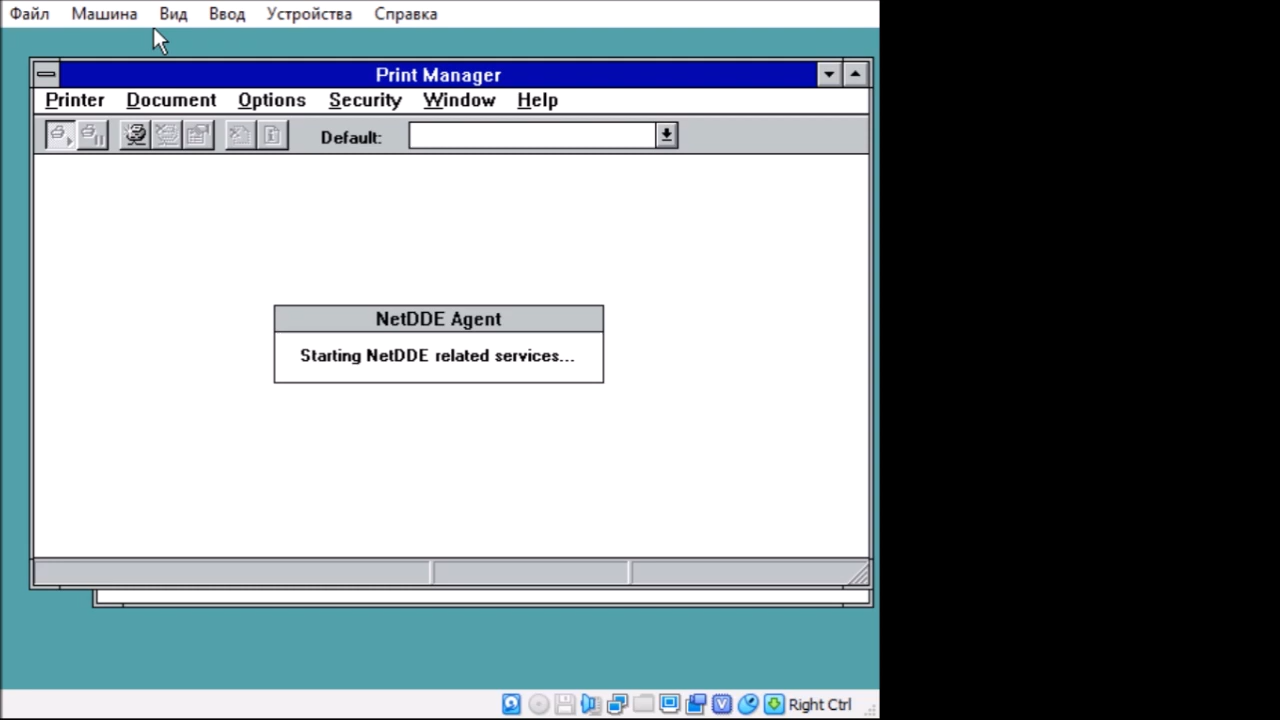 Файл Машина Вид Ввод Устройства Справка
Print Manager
Printer Document Options Security Window Help
Default:
NetDDE Agent
Starting NetDDE related services...
Right Ctrl